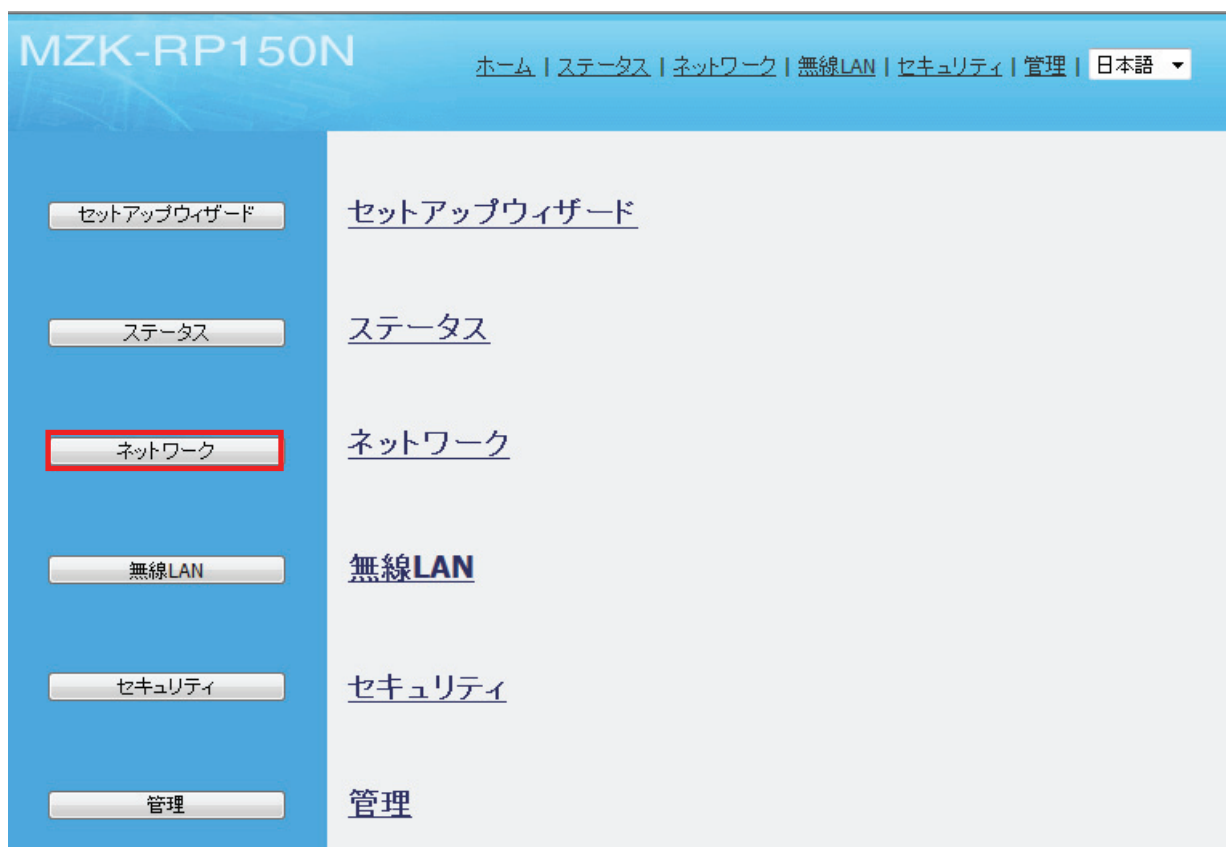 MZK-RP150N
ホーム | ステータス | ネットワーク | 無線LAN | セキュリティ | 管理 | 日本語
セットアップウィザード セットアップウィザード
ステータス ステータス
ネットワーク ネットワーク
無線LAN 無線LAN
セキュリティ セキュリティ
管理 管理